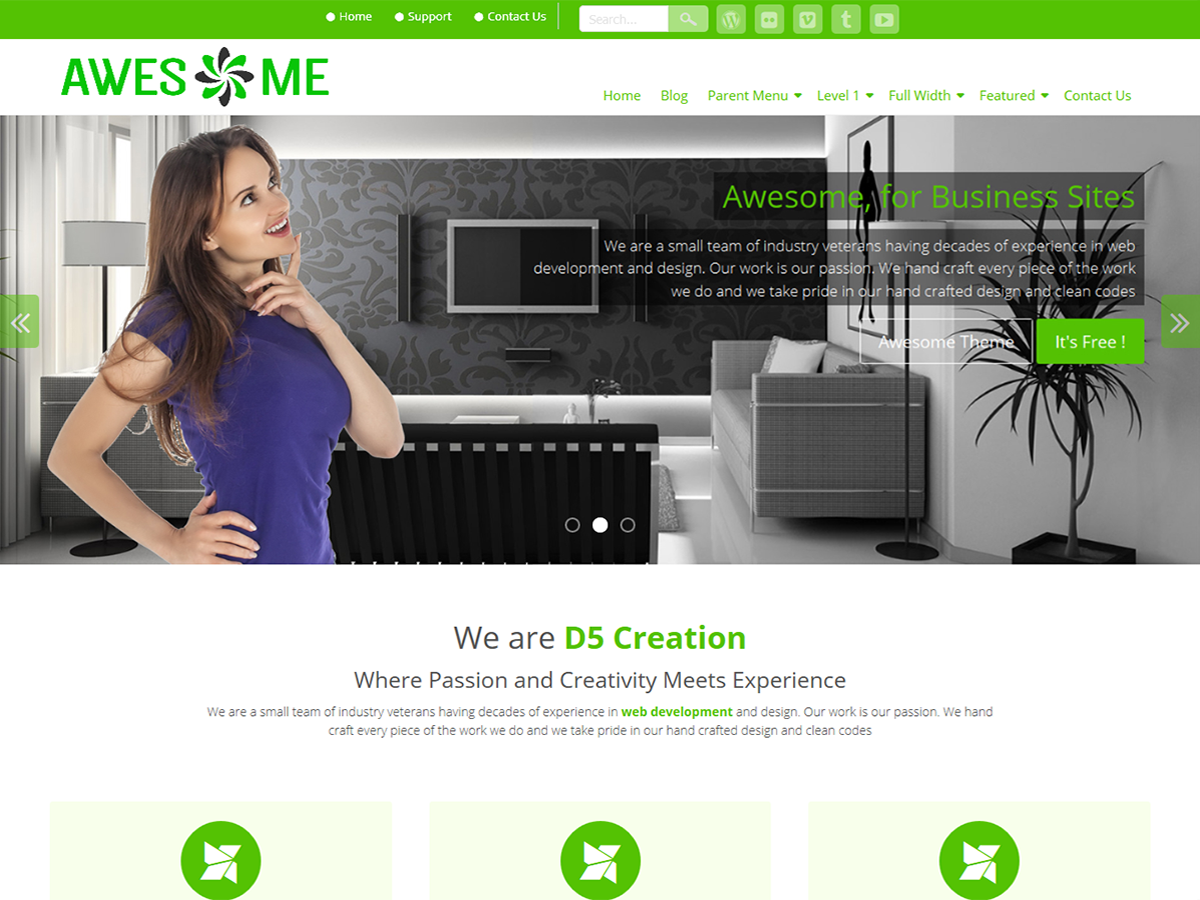 Home Support Contact Us Search...
AWES ME
Home Blog Parent Menu Level 1 Full Width Featured Contact Us
Awesome, for Business Sites
We are a small team of industry veterans having decades of experience in web
development and design. Our work is our passion. We hand craft every piece of the work
we do and we take pride in our hand crafted design and clean codes
Awesome Theme It's Free !
We are D5 Creation
Where Passion and Creativity Meets Experience
We are a small team of industry veterans having decades of experience in web development and design. Our work is our passion. We hand
craft every piece of the work we do and we take pride in our hand crafted design and clean codes